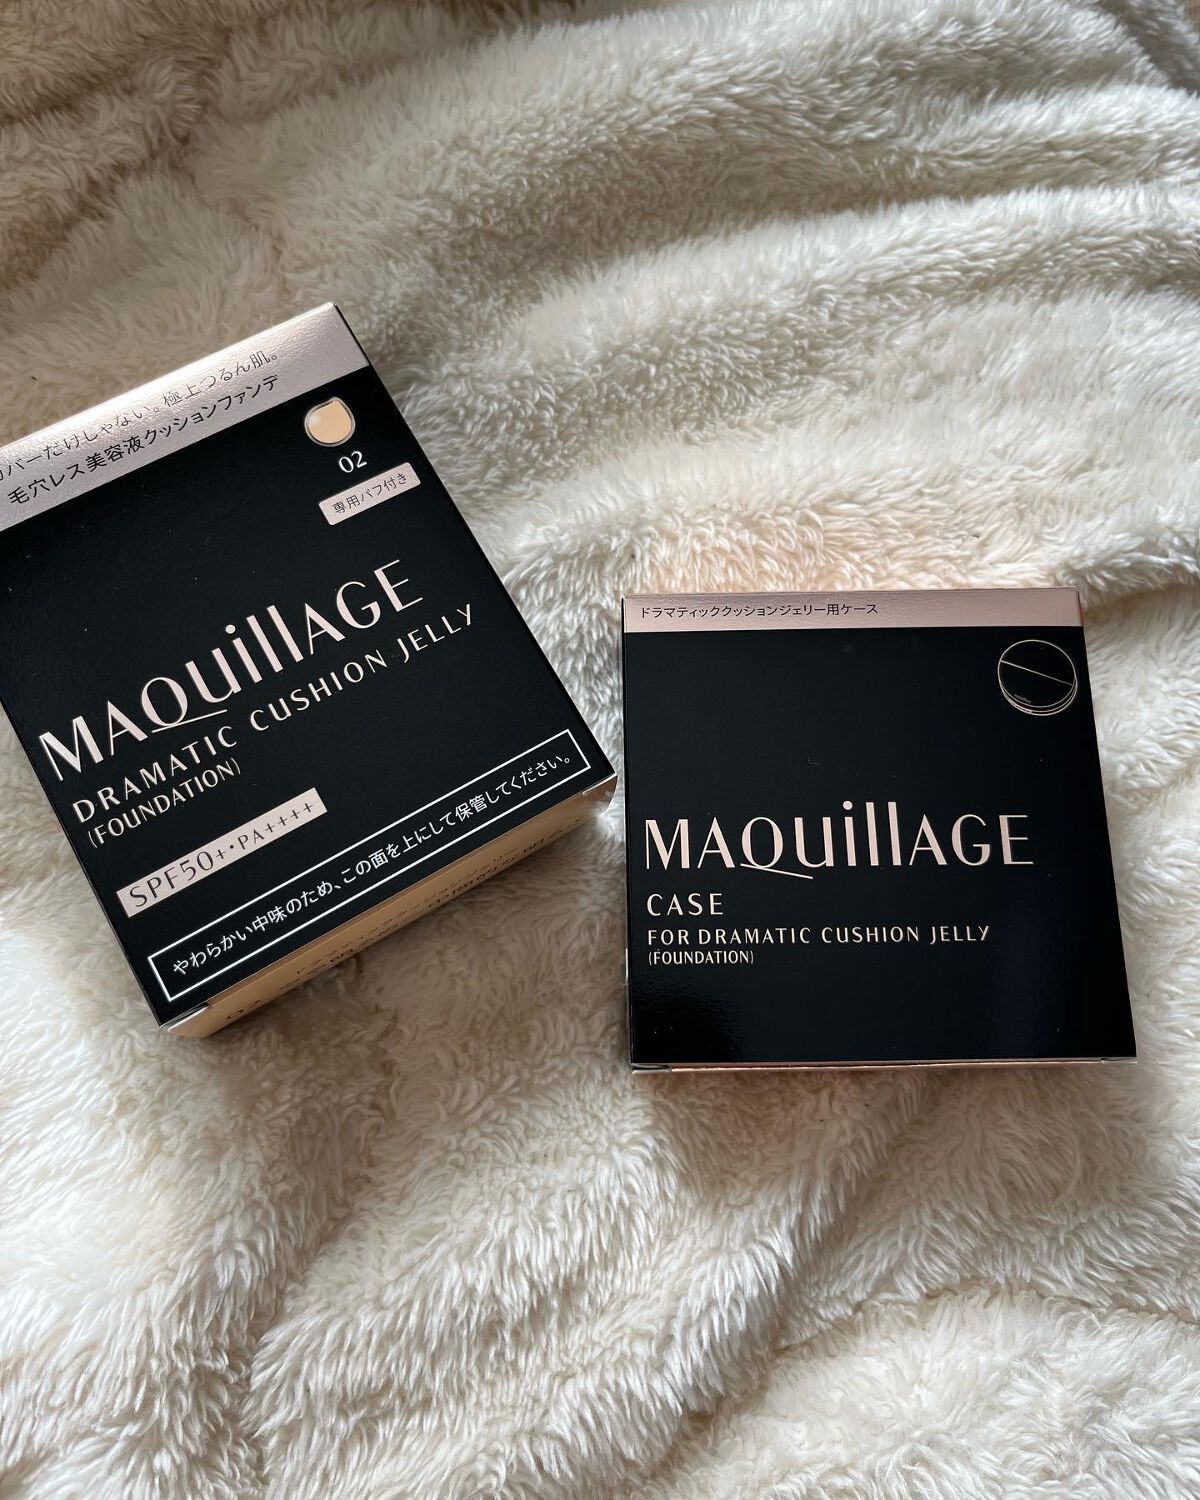 カバーだけじゃない。極上つるん肌。
毛穴レス美容液クッションファンデ
02
専用パフ付き
MAQuillAGE
DRAMATIC CUSHION JELLY
(FOUNDATION)
SPF50+・PA++++
やわらかい中味のため、この面を上にして保管してください。
02
ドラマティッククッションジェリー用ケース
MAQuillAGE
CASE
FOR DRAMATIC CUSHION JELLY
(FOUNDATION)